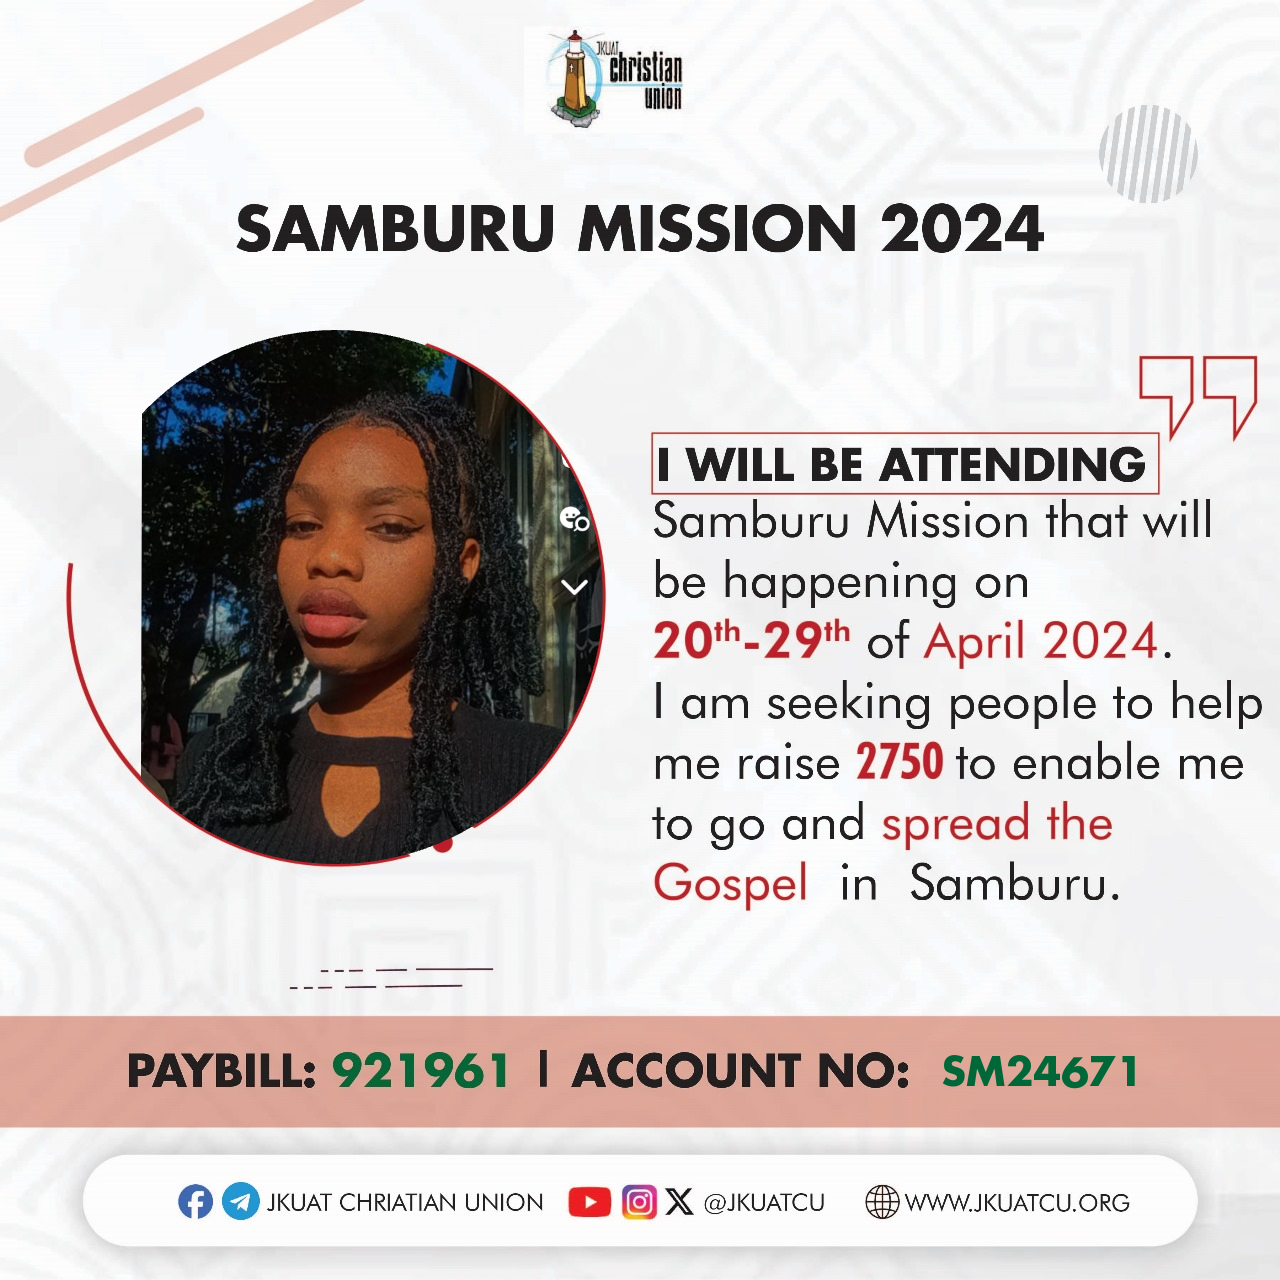 JKUAT
christian
union
SAMBURU MISSION 2024
I WILL BE ATTENDING
Samburu Mission that will
be happening on
20th-29th of April 2024.
I am seeking people to help
me raise 2750 to enable me
to go and spread the
Gospel in Samburu.
PAYBILL: 921961 | ACCOUNT NO: SM24671
JKUAT CHRIATIAN UNION @JKUATCU WWW.JKUATCU.ORG